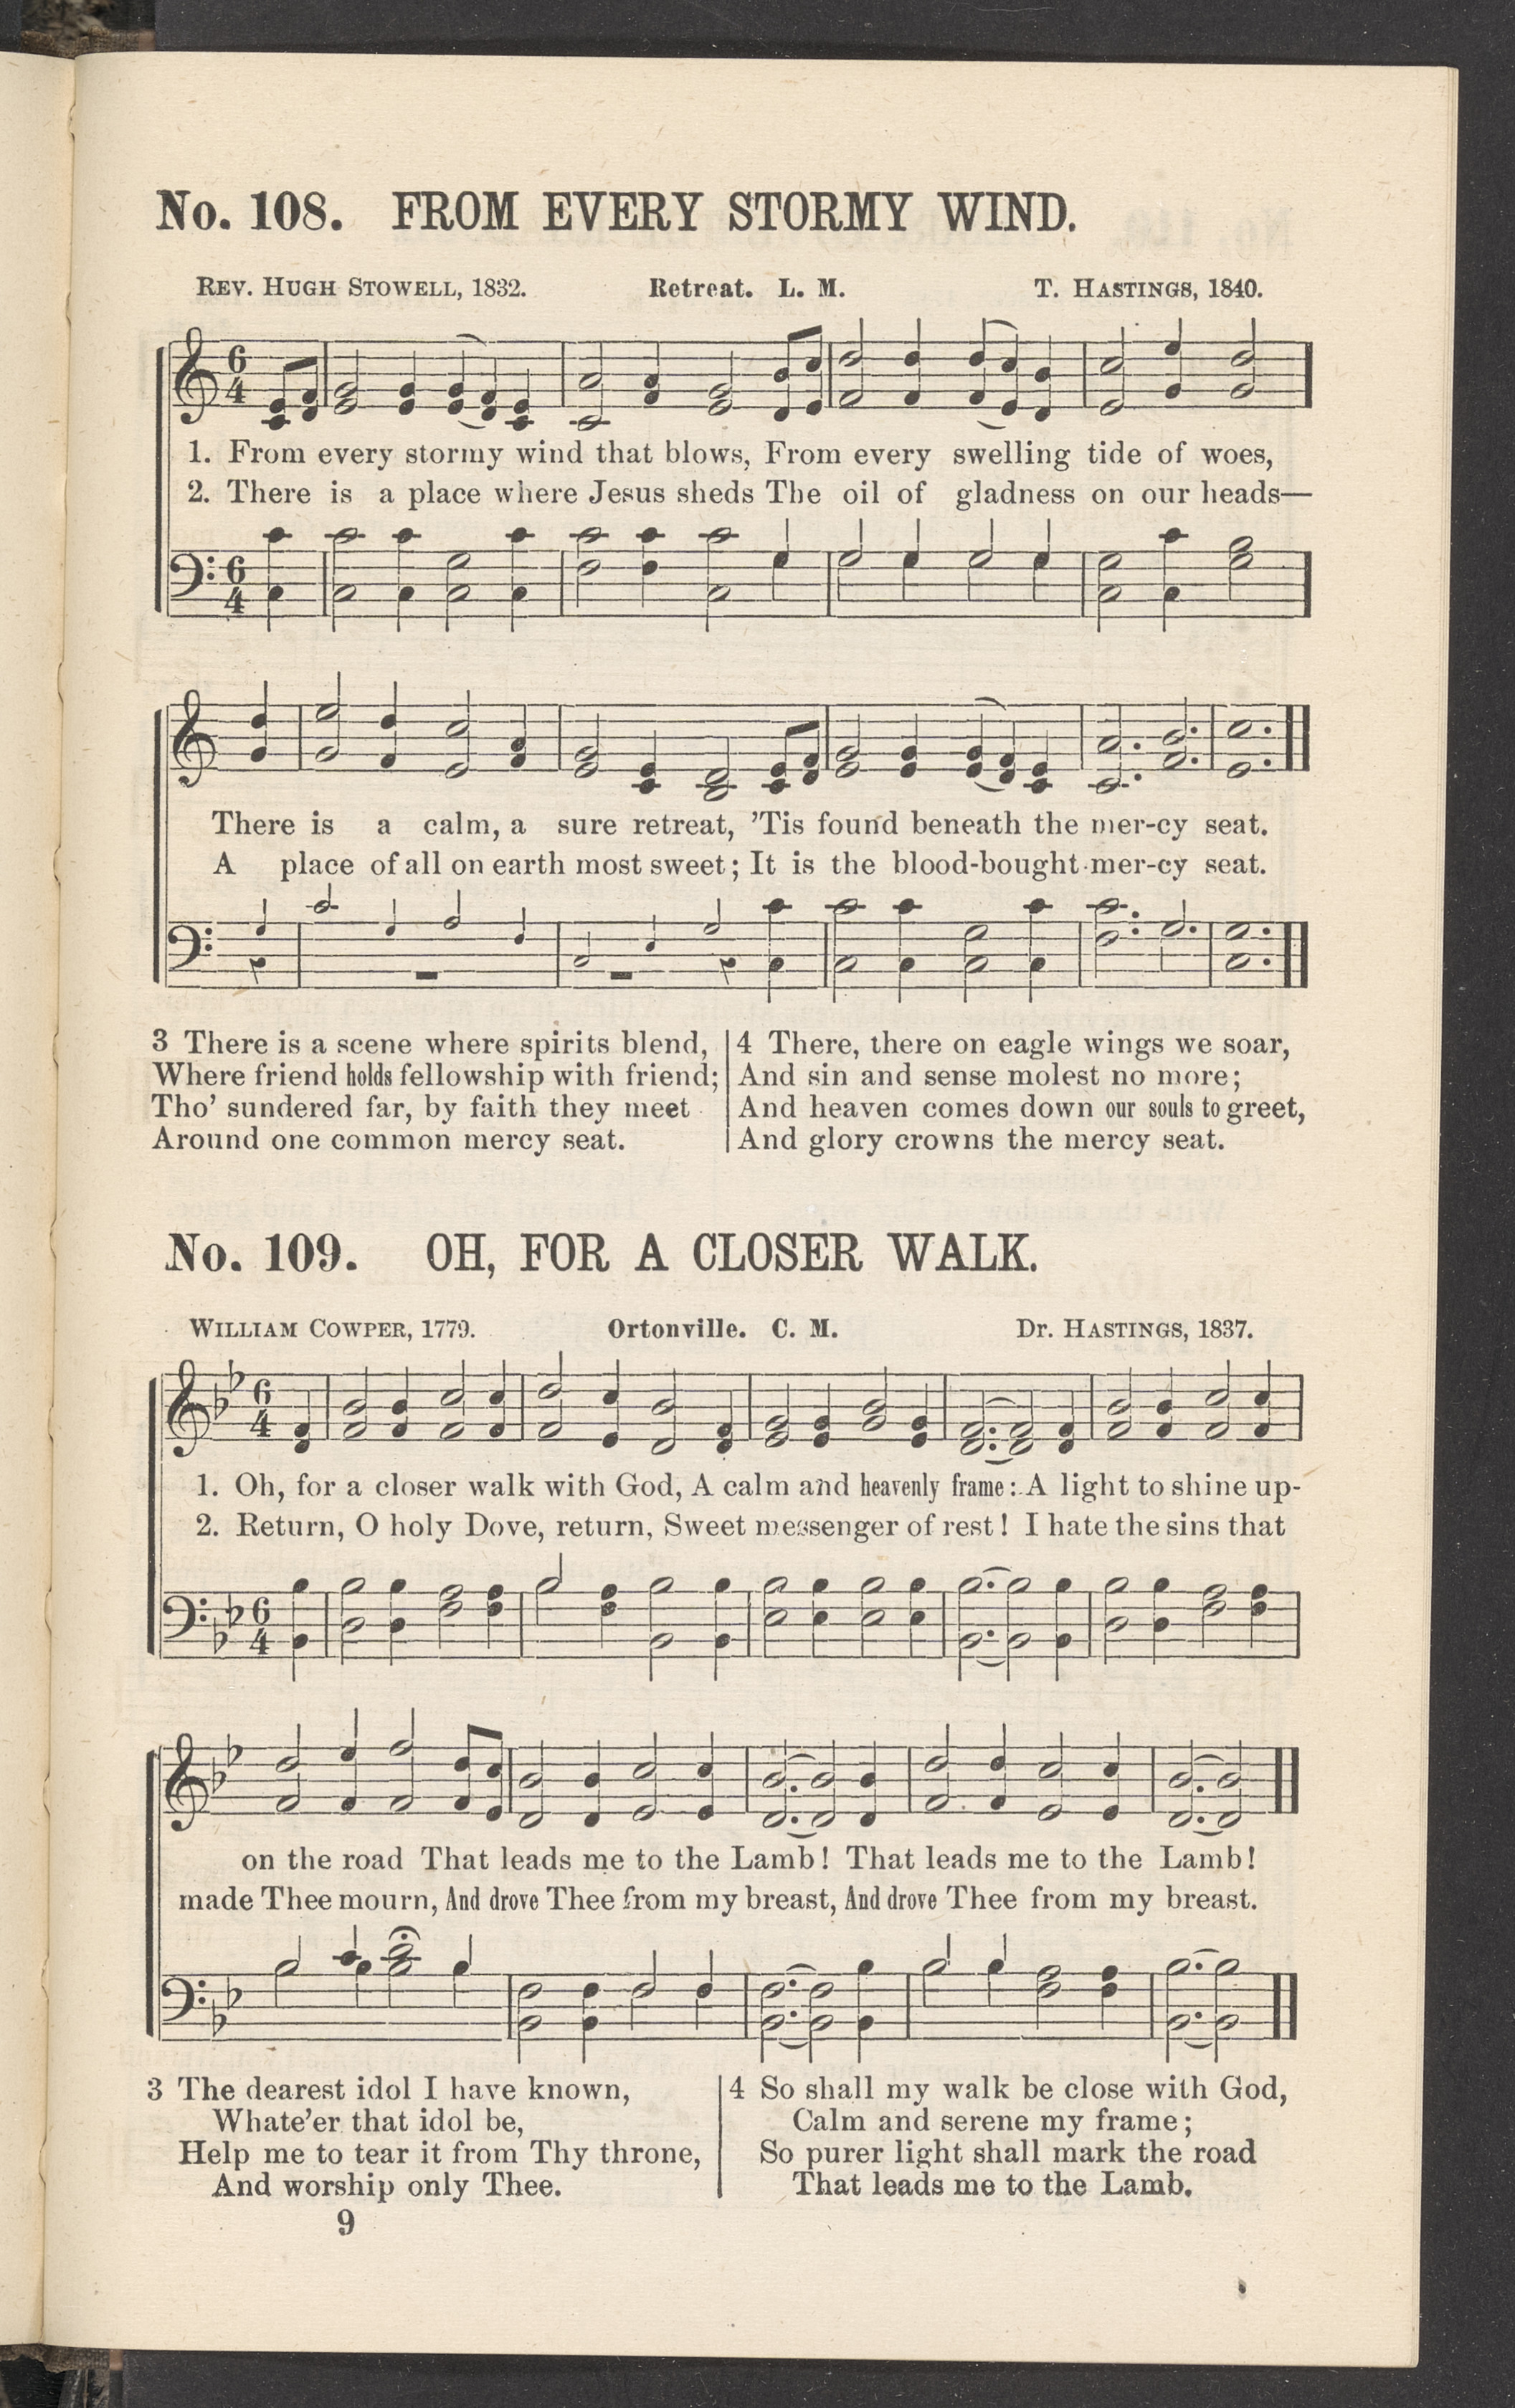 No. 108. FROM EVERY STORMY WIND.
REV. HUGH STOWELL, 1832. Retreat. L. M. T. HASTINGS, 1840.
6
4
1. From every stormy wind that blows, From every swelling tide of woes,
2. There is a place where Jesus sheds The oil of gladness on our heads—
6
4
There is a calm, a sure retreat, ’Tis found beneath the mer-cy seat.
A place of all on earth most sweet; It is the blood-bought mer-cy seat.
3 There is a scene where spirits blend,
Where friend holds fellowship with friend;
Tho’ sundered far, by faith they meet
Around one common mercy seat.
4 There, there on eagle wings we soar,
And sin and sense molest no more;
And heaven comes down our souls to greet,
And glory crowns the mercy seat.
No. 109. OH, FOR A CLOSER WALK.
WILLIAM COWPER, 1779. Ortonville. C. M. Dr. HASTINGS, 1837.
6
4
1. Oh, for a closer walk with God, A calm and heavenly frame: A light to shine up-
2. Return, O holy Dove, return, Sweet messenger of rest! I hate the sins that
6
4
on the road That leads me to the Lamb! That leads me to the Lamb!
made Thee mourn, And drove Thee from my breast, And drove Thee from my breast.
3 The dearest idol I have known,
Whate’er that idol be,
Help me to tear it from Thy throne,
And worship only Thee.
4 So shall my walk be close with God,
Calm and serene my frame;
So purer light shall mark the road
That leads me to the Lamb.
9